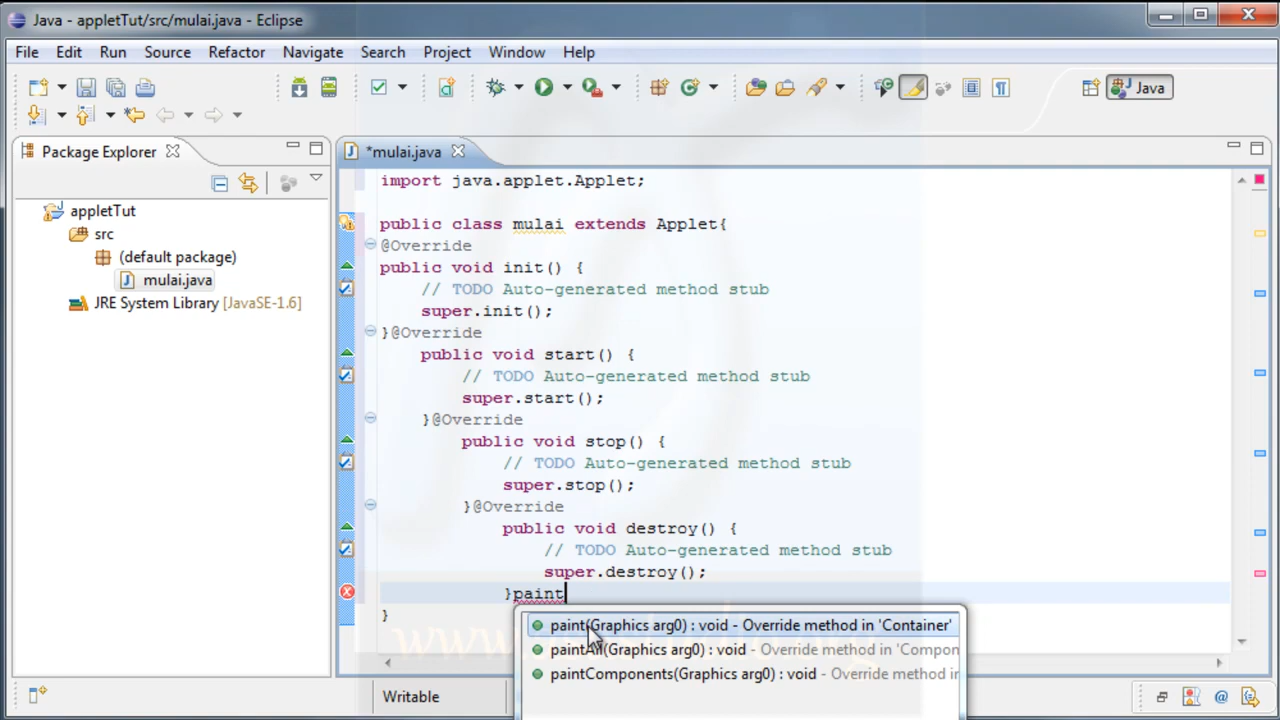 Java - appletTut/src/mulai.java - Eclipse
File Edit Run Source Refactor Navigate Search Project Window Help
Java
Package Explorer
*mulai.java
appletTut
src
(default package)
mulai.java
JRE System Library [JavaSE-1.6]
import java.applet.Applet;
public class mulai extends Applet{
@Override
public void init() {
// TODO Auto-generated method stub
super.init();
}@Override
public void start() {
// TODO Auto-generated method stub
super.start();
}@Override
public void stop() {
// TODO Auto-generated method stub
super.stop();
}@Override
public void destroy() {
// TODO Auto-generated method stub
super.destroy();
}paint
}
paint(Graphics arg0) : void - Override method in 'Container'
paintAll(Graphics arg0) : void - Override method in 'Compon
paintComponents(Graphics arg0) : void - Override method in
Writable